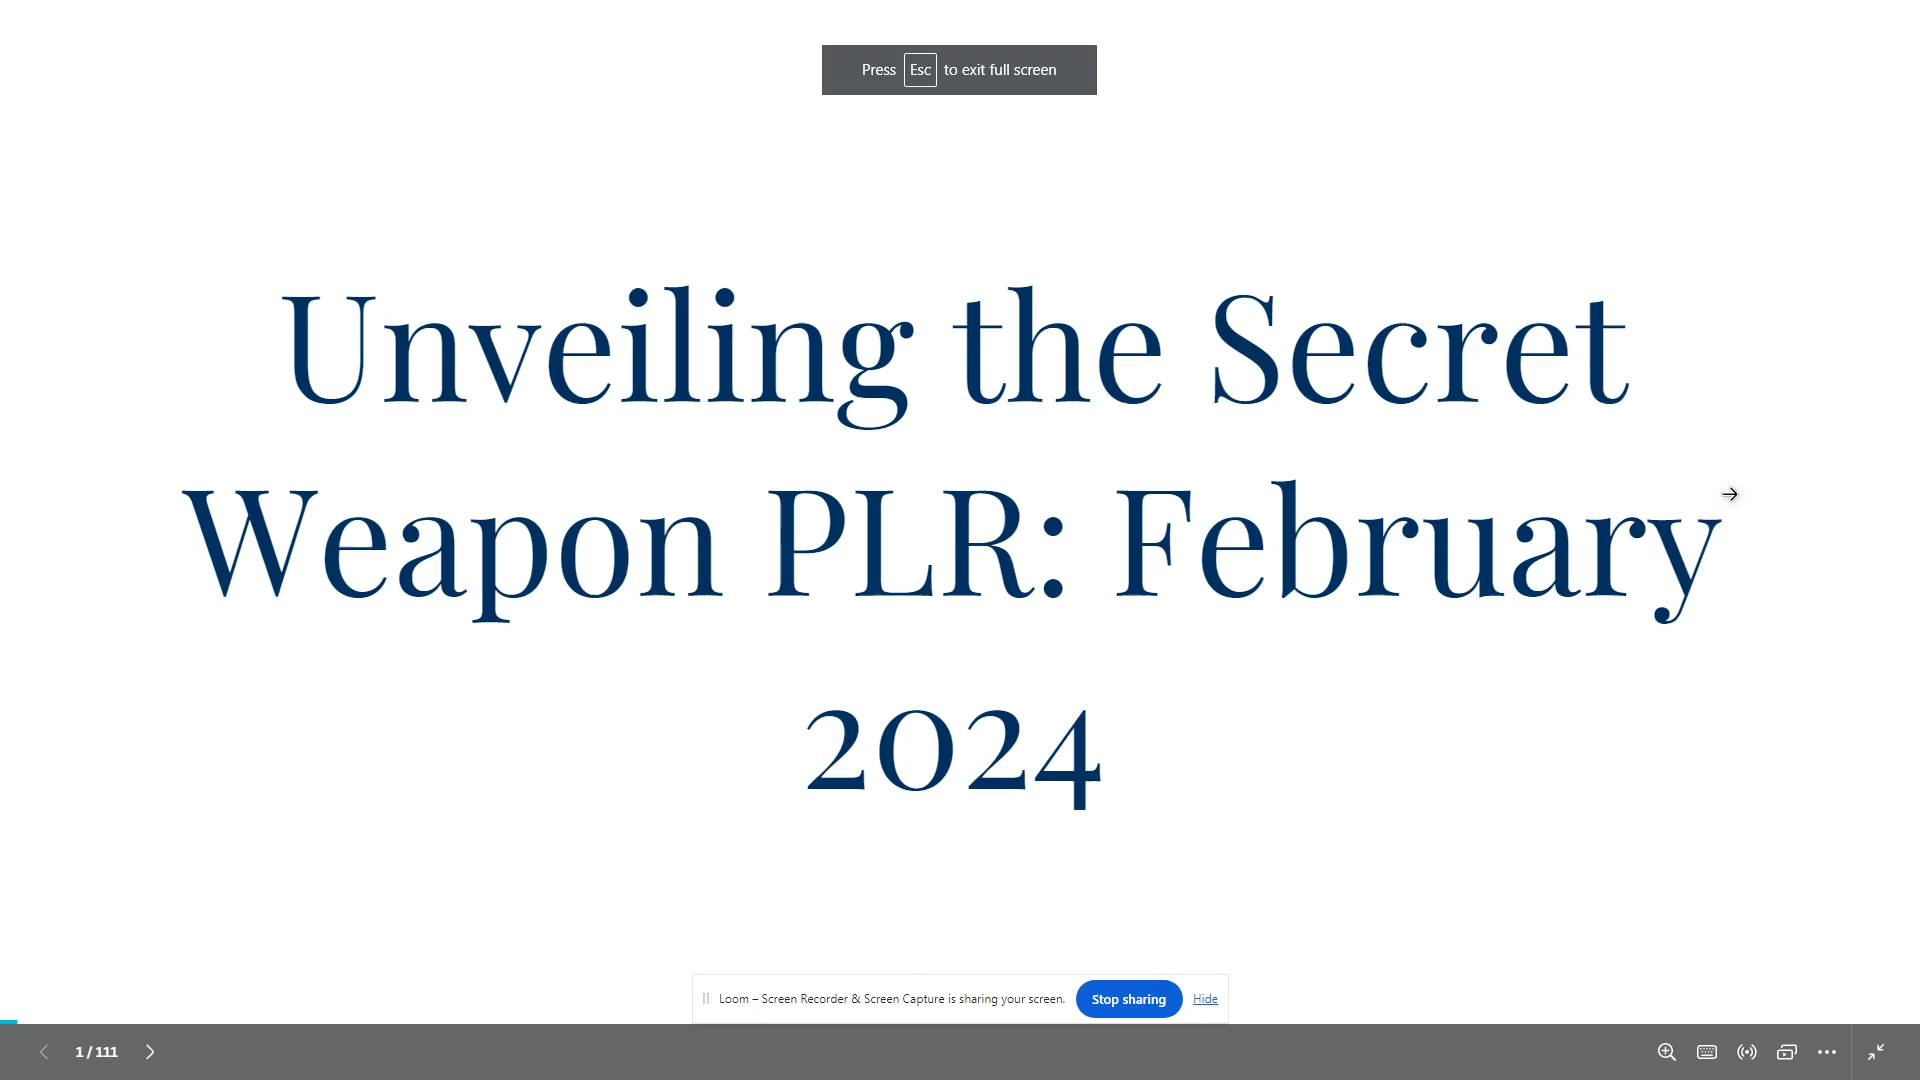 Press Esc to exit full screen
Unveiling the Secret
Weapon PLR: February
2024
Loom – Screen Recorder & Screen Capture is sharing your screen. Stop sharing Hide
1 / 111